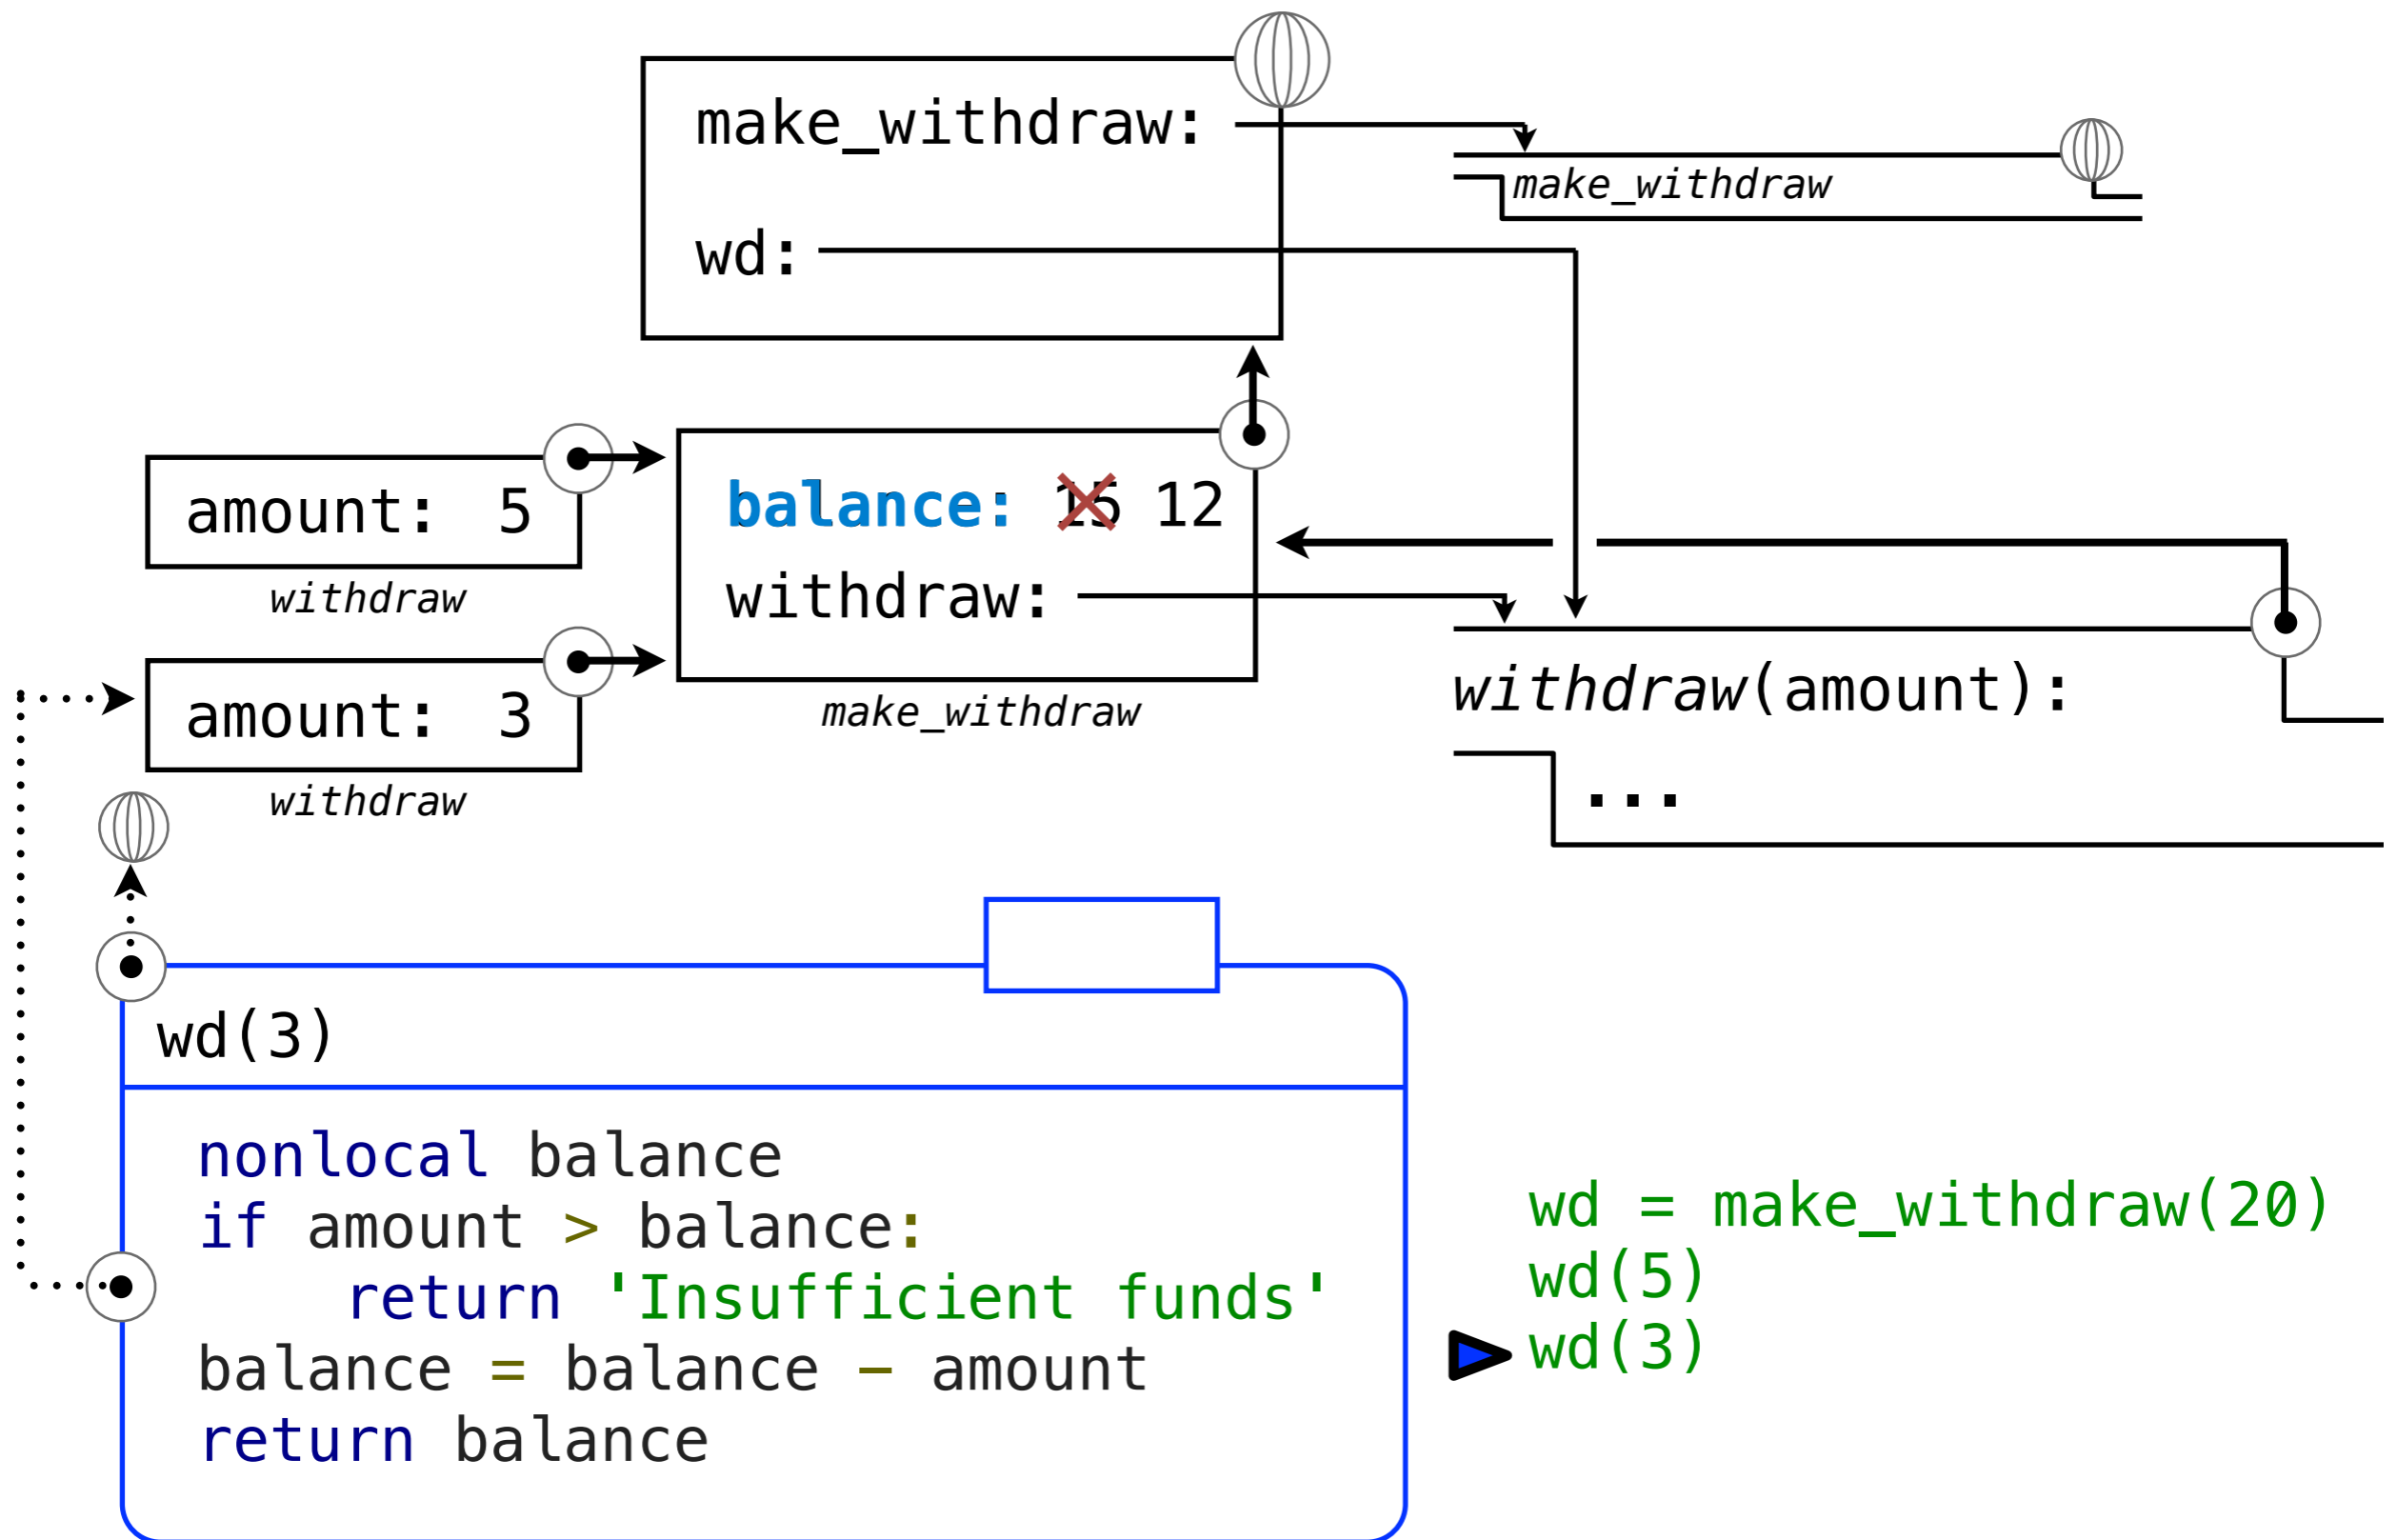 make_withdraw:
make_withdraw
wd:
amount: 5
withdraw
balance: 15 12
withdraw:
make_withdraw
amount: 3
withdraw
withdraw(amount):
...
wd(3)
nonlocal balance
if amount > balance:
return 'Insufficient funds'
balance = balance − amount
return balance
wd = make_withdraw(20)
wd(5)
wd(3)